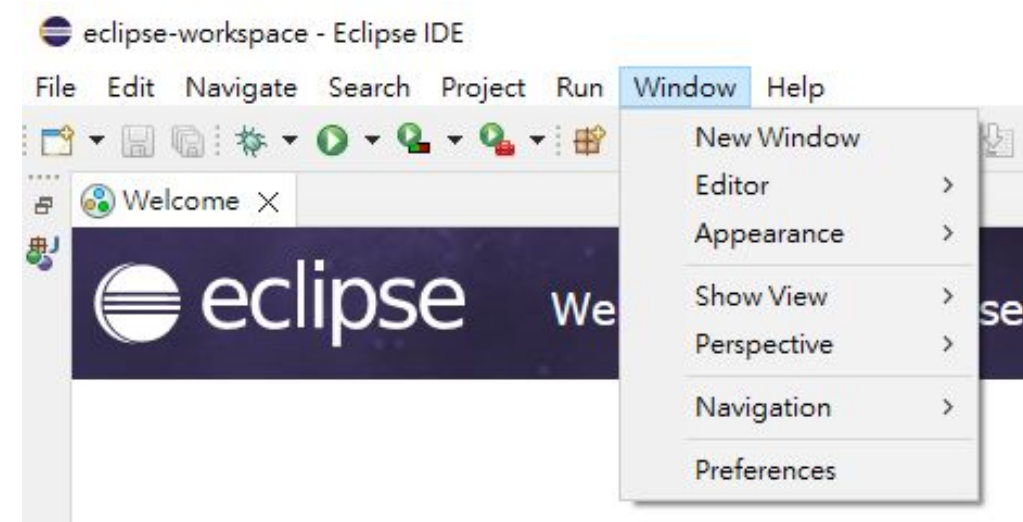 eclipse-workspace - Eclipse IDE
File Edit Navigate Search Project Run Window Help
New Window
Editor
Appearance
Show View
Perspective
Navigation
Preferences
Welcome
eclipse We se